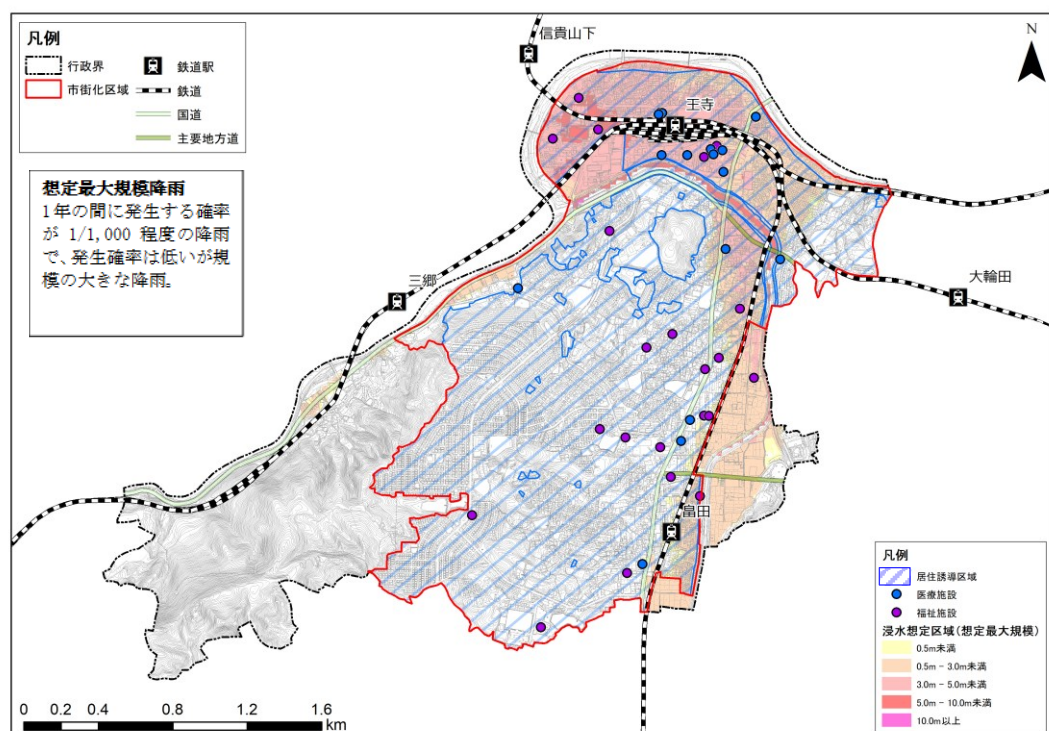 凡例
行政界
市街化区域
鉄道駅
鉄道
国道
主要地方道
想定最大規模降雨
1年の間に発生する確率
が 1/1,000 程度の降雨
で、発生確率は低いが規
模の大きな降雨。
信貴山下
王寺
三郷
大輪田
畠田
N
0 0.2 0.4 0.8 1.2 1.6
km
凡例
居住誘導区域
医療施設
福祉施設
浸水想定区域(想定最大規模)
0.5m未満
0.5m - 3.0m未満
3.0m - 5.0m未満
5.0m - 10.0m未満
10.0m以上